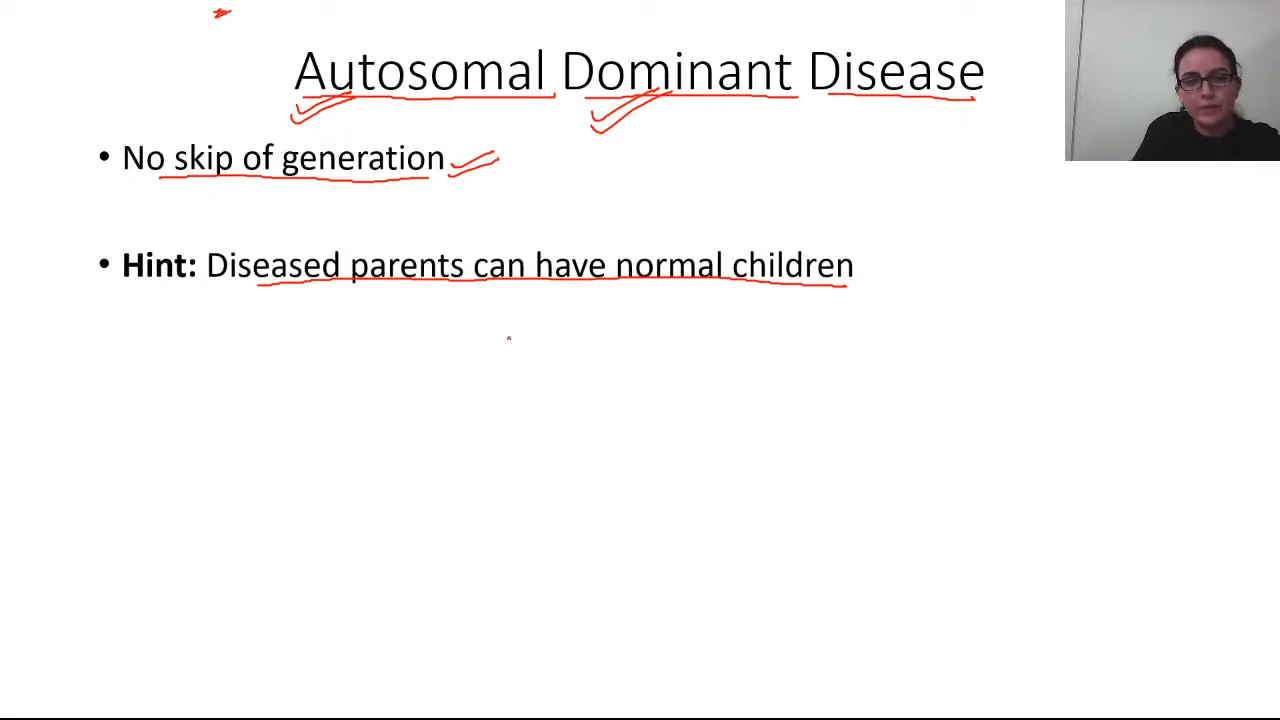 Autosomal Dominant Disease
• No skip of generation
• Hint: Diseased parents can have normal children